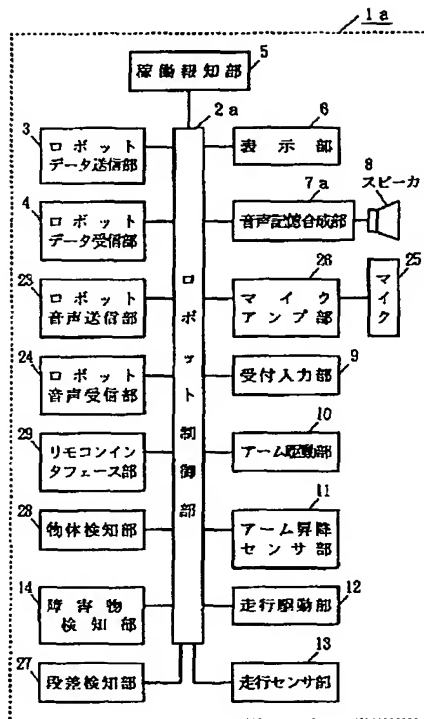 1a
5
稼働報知部
2a
3
ロボット
データ送信部
6
表示部
4
ロボット
データ受信部
7a
音声記憶合成部
8
スピーカ
23
ロボット
音声送信部
26
マイク
アンプ部
25
マイク
24
ロボット
音声受信部
9
受付入力部
ロボット制御部
29
リモコンイン
タフェース部
10
アーム駆動部
28
物体検知部
11
アーム昇降
センサ部
14
障害物
検知部
12
走行駆動部
27
段差検知部
13
走行センサ部